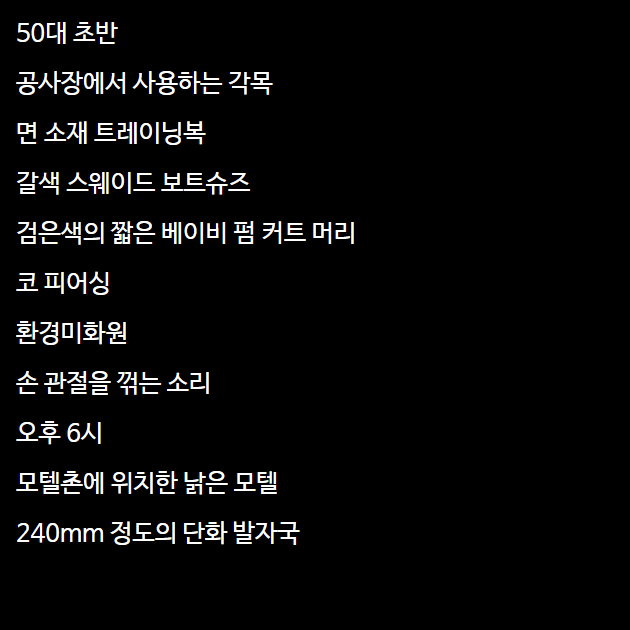 50대 초반
공사장에서 사용하는 각목
면 소재 트레이닝복
갈색 스웨이드 보트슈즈
검은색의 짧은 베이비 펌 커트 머리
코 피어싱
환경미화원
손 관절을 꺾는 소리
오후 6시
모텔촌에 위치한 낡은 모텔
240mm 정도의 단화 발자국